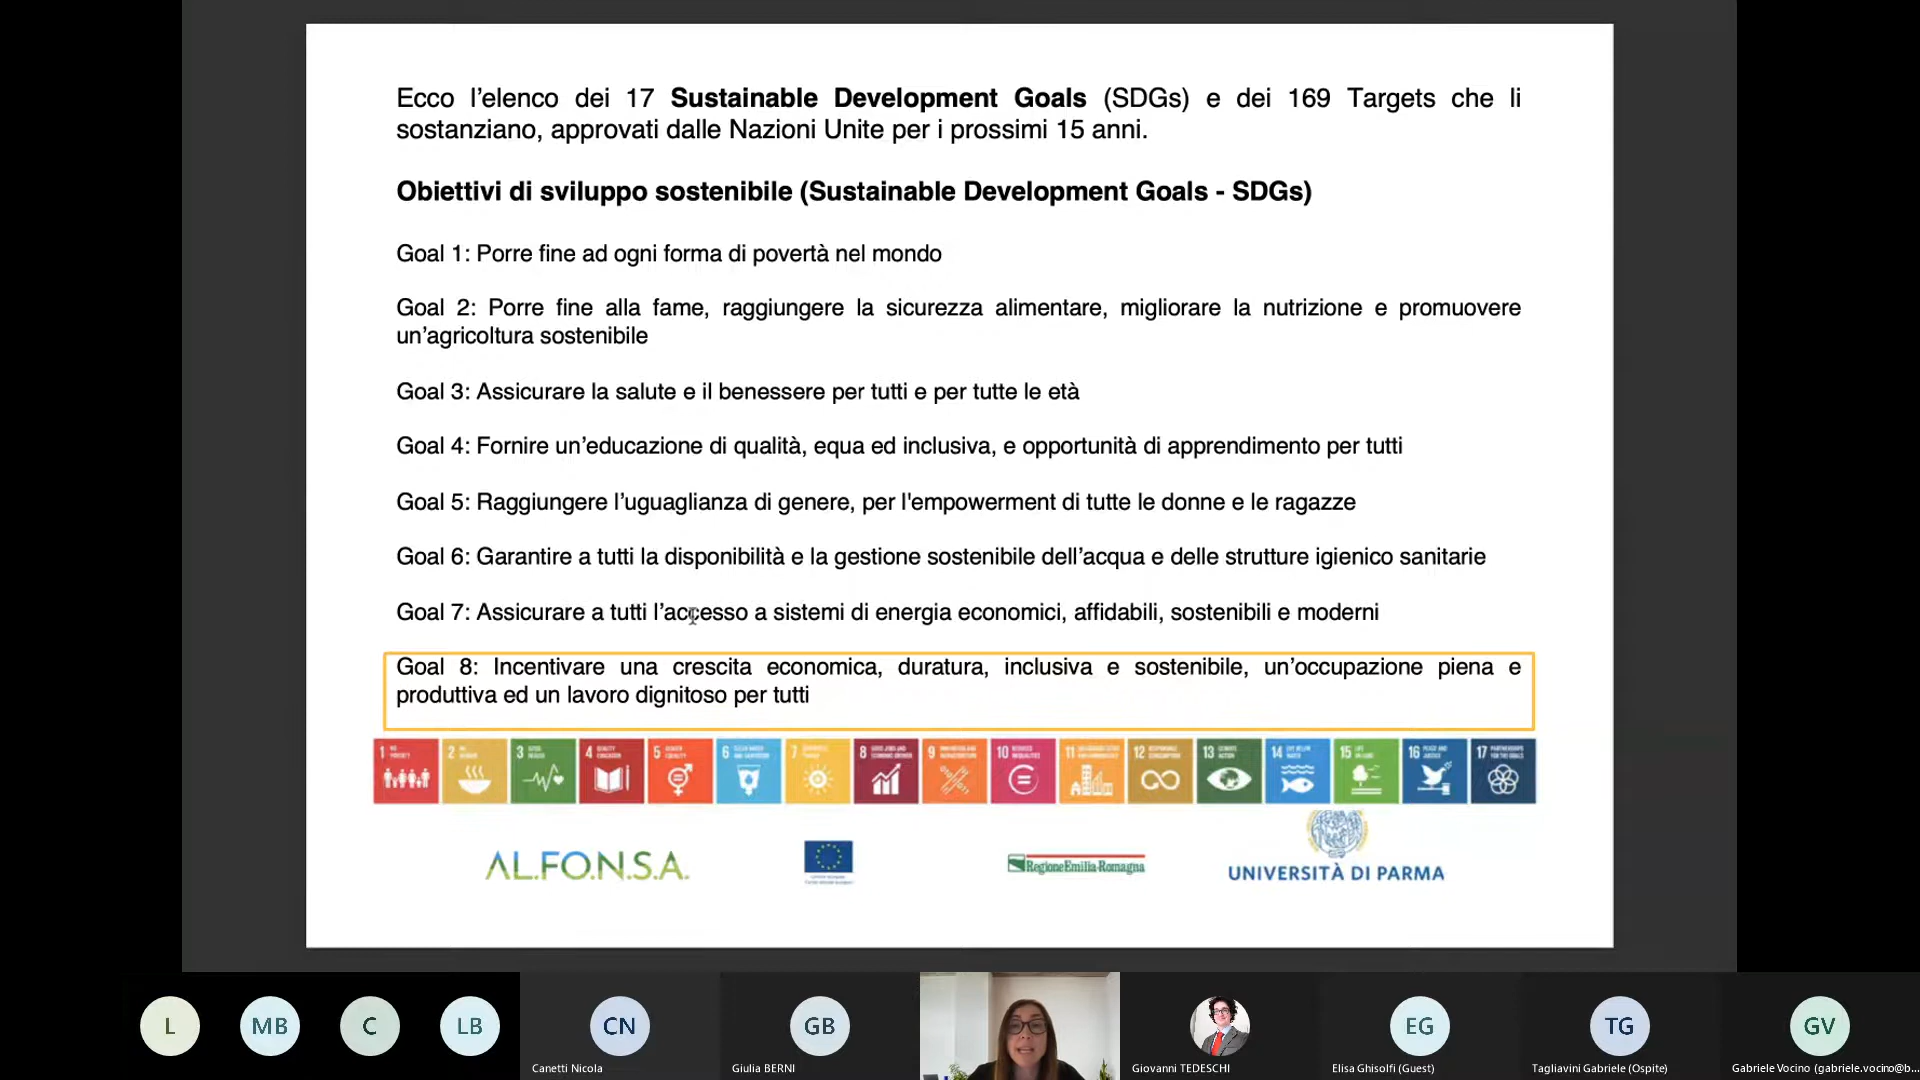 Ecco l’elenco dei 17 Sustainable Development Goals (SDGs) e dei 169 Targets che li
sostanziano, approvati dalle Nazioni Unite per i prossimi 15 anni.
Obiettivi di sviluppo sostenibile (Sustainable Development Goals - SDGs)
Goal 1: Porre fine ad ogni forma di povertà nel mondo
Goal 2: Porre fine alla fame, raggiungere la sicurezza alimentare, migliorare la nutrizione e promuovere
un’agricoltura sostenibile
Goal 3: Assicurare la salute e il benessere per tutti e per tutte le età
Goal 4: Fornire un’educazione di qualità, equa ed inclusiva, e opportunità di apprendimento per tutti
Goal 5: Raggiungere l’uguaglianza di genere, per l'empowerment di tutte le donne e le ragazze
Goal 6: Garantire a tutti la disponibilità e la gestione sostenibile dell’acqua e delle strutture igienico sanitarie
Goal 7: Assicurare a tutti l’accesso a sistemi di energia economici, affidabili, sostenibili e moderni
Goal 8: Incentivare una crescita economica, duratura, inclusiva e sostenibile, un’occupazione piena e
produttiva ed un lavoro dignitoso per tutti
1 2 3 4 5 6 7 8 9 10 11 12 13 14 15 16 17
AL.FO.N.S.A.
RegioneEmilia-Romagna
UNIVERSITÀ DI PARMA
L MB C LB CN GB EG TG GV
Canetti Nicola
Giulia BERNI
Giovanni TEDESCHI
Elisa Ghisolfi (Guest)
Tagliavini Gabriele (Ospite)
Gabriele Vocino (gabriele.vocino@b...